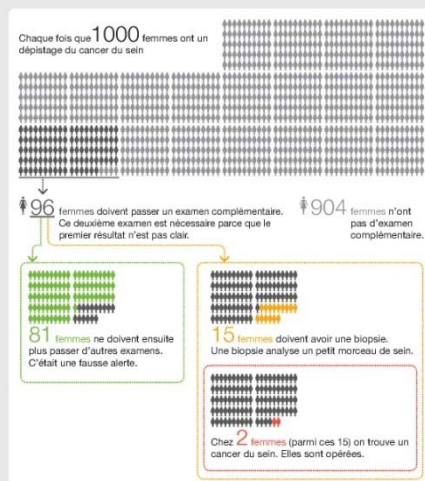 Chaque fois que 1000 femmes ont un
dépistage du cancer du sein
96 femmes doivent passer un examen complémentaire.
Ce deuxième examen est nécessaire parce que le
premier résultat n'est pas clair.
904 femmes n'ont
pas d'examen
complémentaire.
81 femmes ne doivent ensuite
plus passer d'autres examens.
C'était une fausse alerte.
15 femmes doivent avoir une biopsie.
Une biopsie analyse un petit morceau de sein.
Chez 2 femmes (parmi ces 15) on trouve un
cancer du sein. Elles sont opérées.